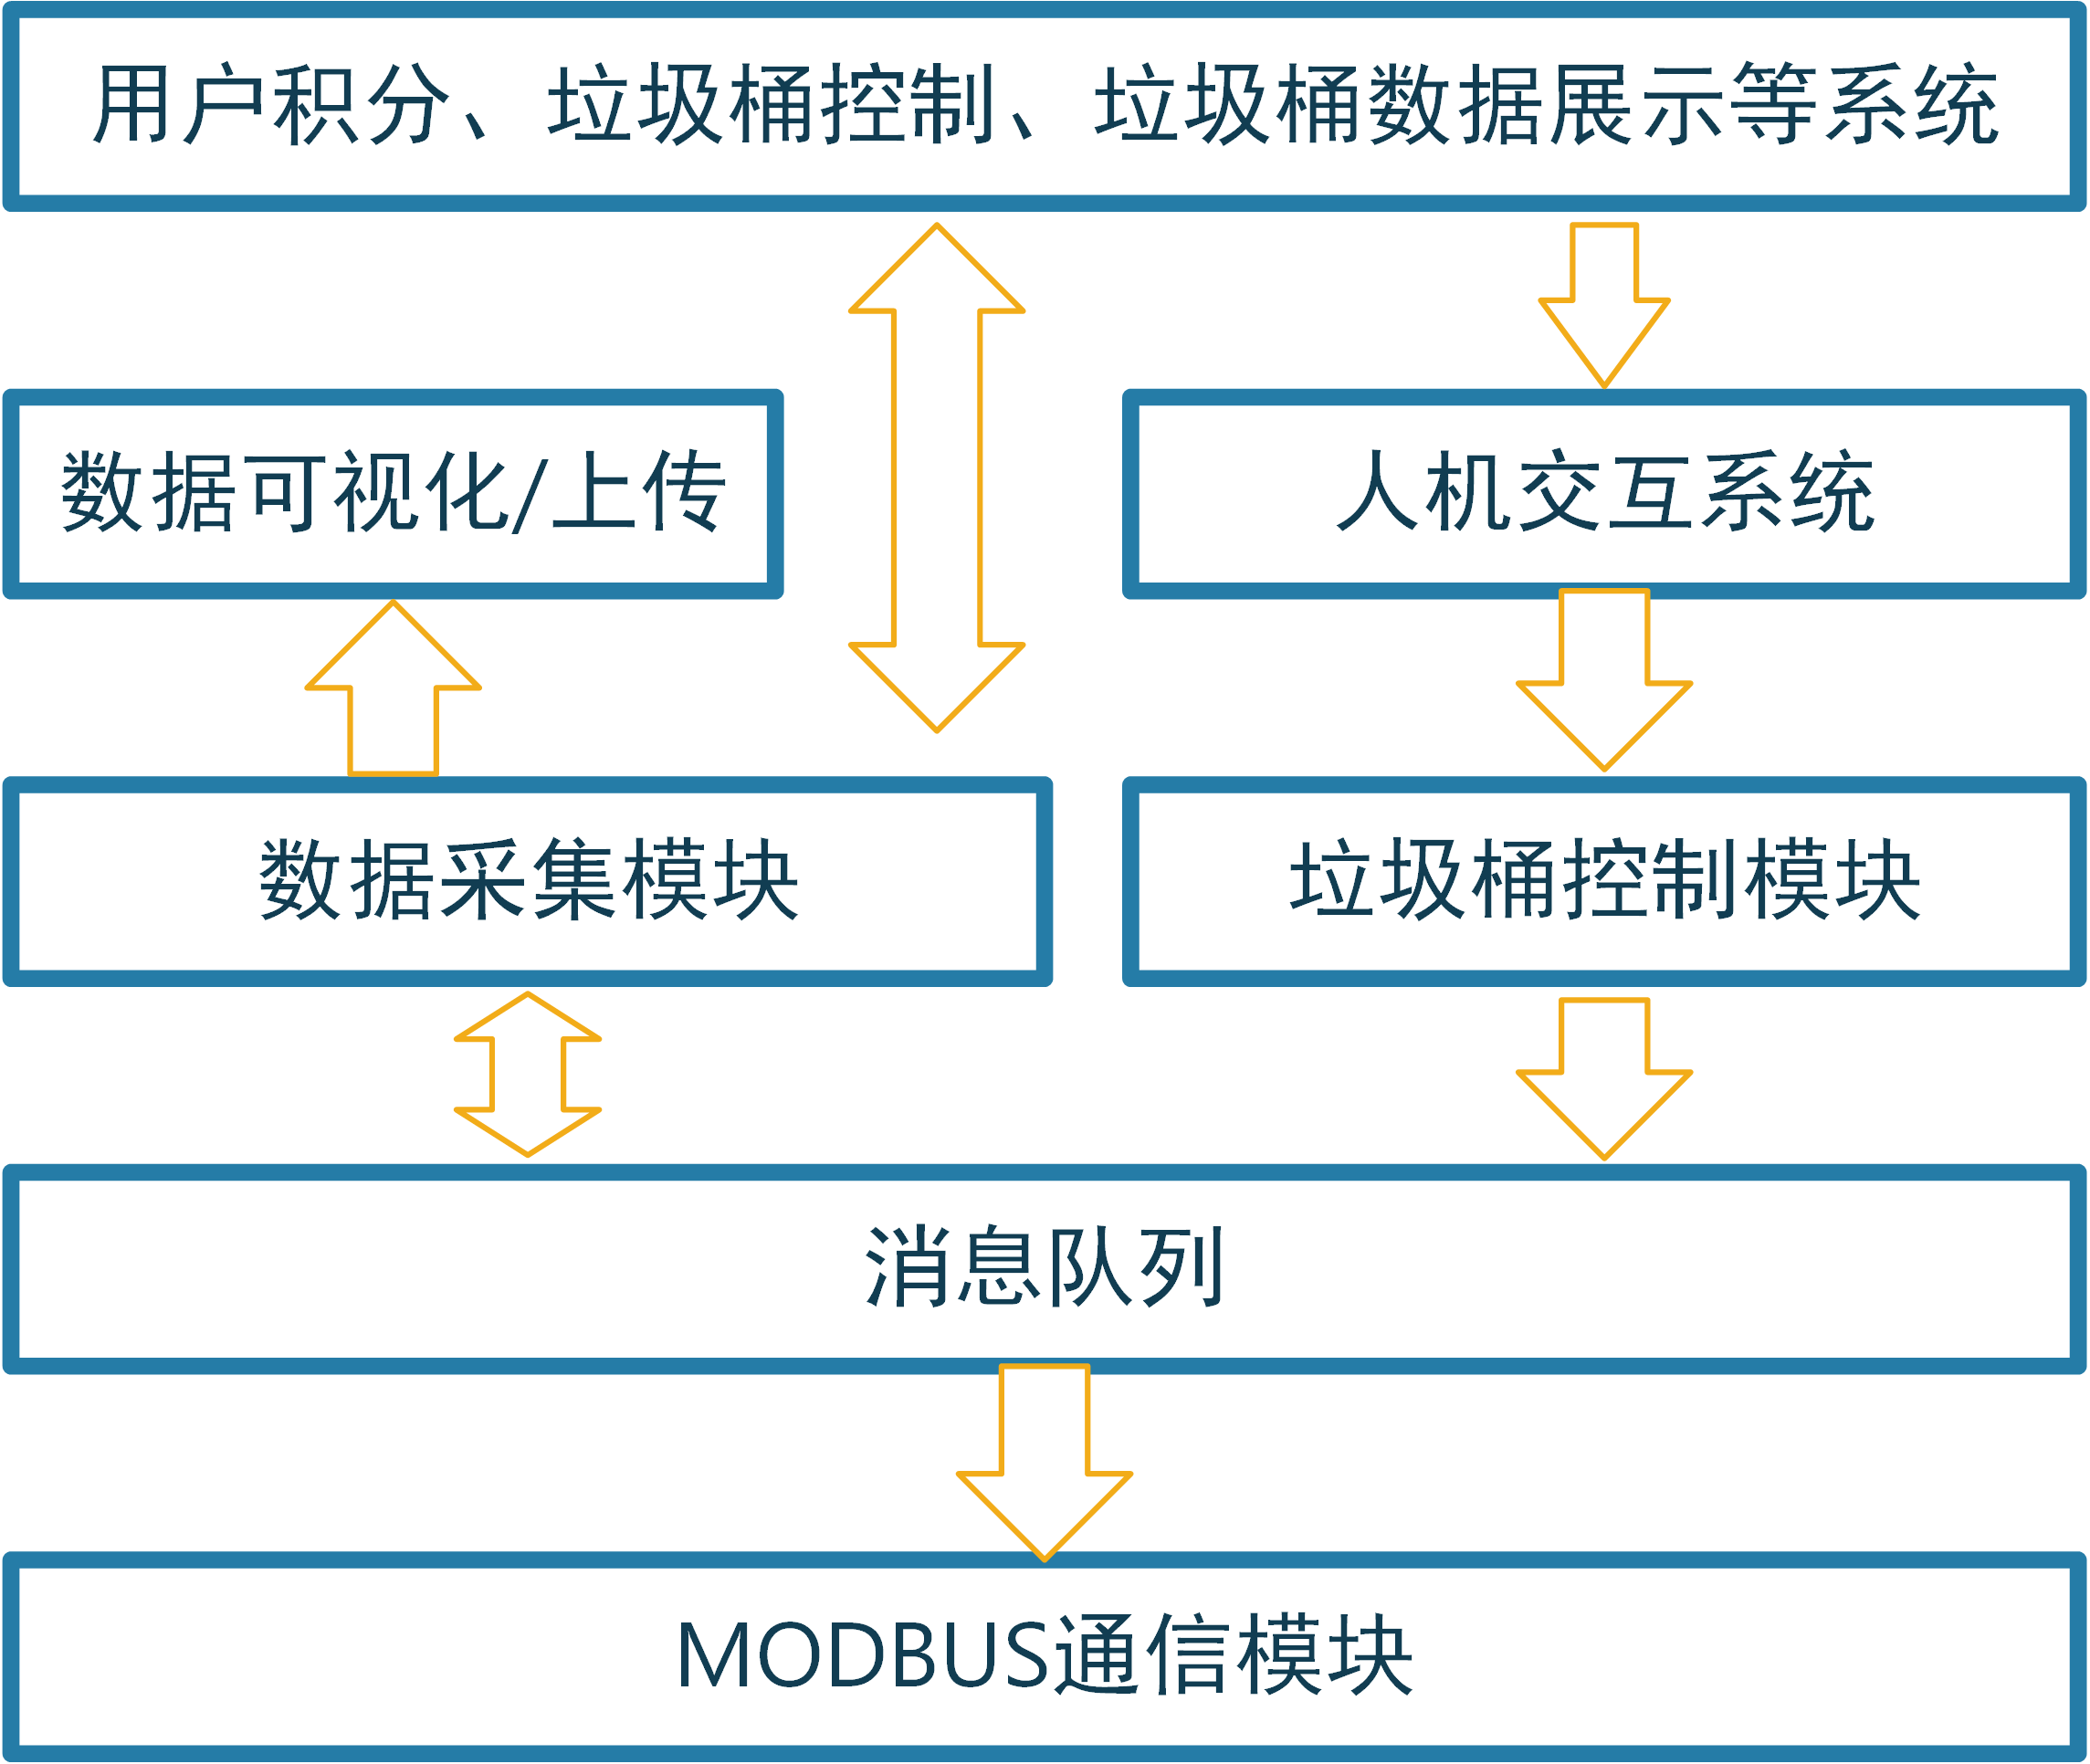 用户积分、垃圾桶控制、垃圾桶数据展示等系统
数据可视化/上传
人机交互系统
数据采集模块
垃圾桶控制模块
消息队列
MODBUS通信模块